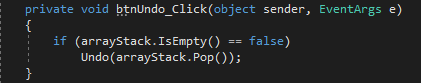 private void btnUndo_Click(object sender, EventArgs e)
{
if (arrayStack.IsEmpty() == false)
Undo(arrayStack.Pop());
}